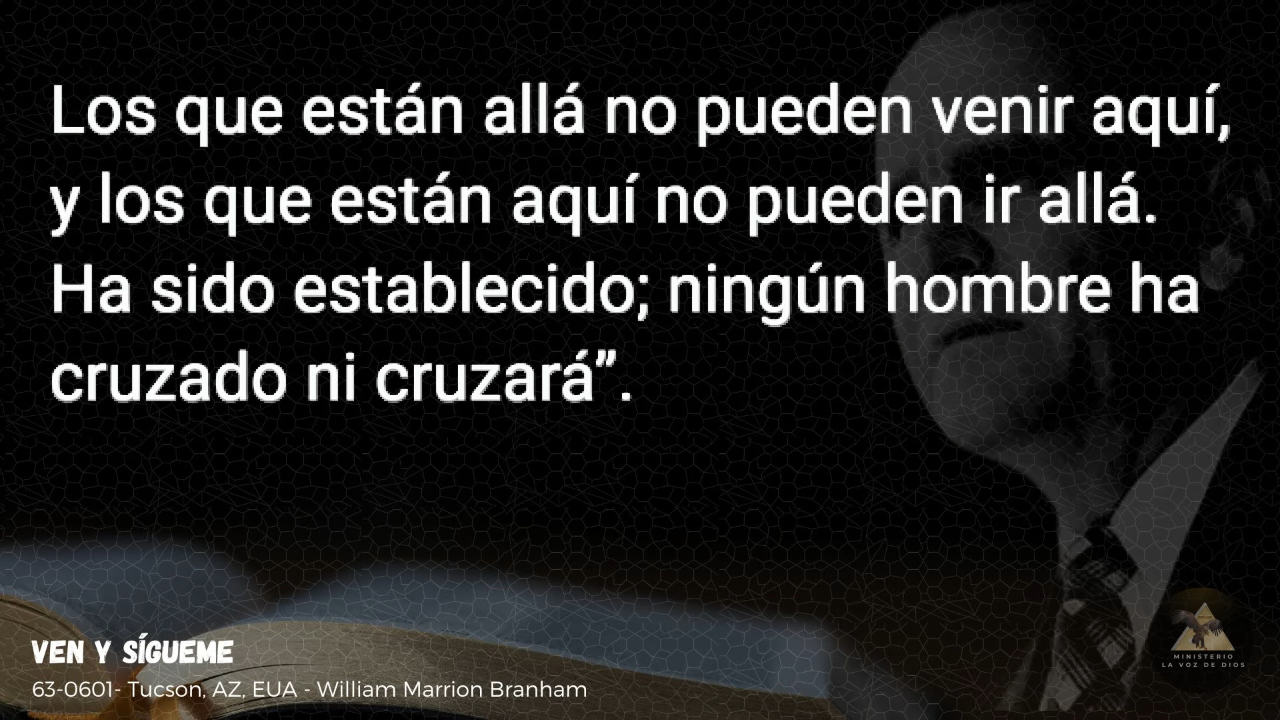 Los que están allá no pueden venir aquí,
y los que están aquí no pueden ir allá.
Ha sido establecido; ningún hombre ha
cruzado ni cruzará”.
VEN Y SÍGUEME
63-0601- Tucson, AZ, EUA - William Marrion Branham
MINISTERIO
LA VOZ DE DIOS